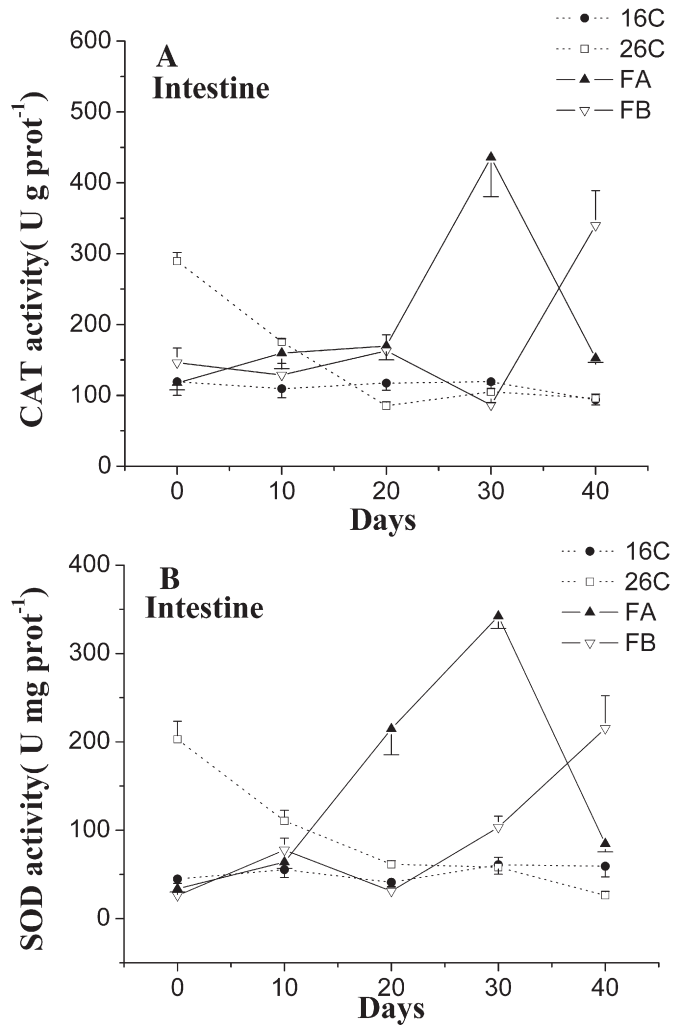 16C
26C
FA
FB
A
Intestine
CAT activity( U g prot⁻¹)
600
500
400
300
200
100
0
0 10 20 30 40
Days
16C
26C
FA
FB
B
Intestine
SOD activity( U mg prot⁻¹)
400
300
200
100
0
0 10 20 30 40
Days